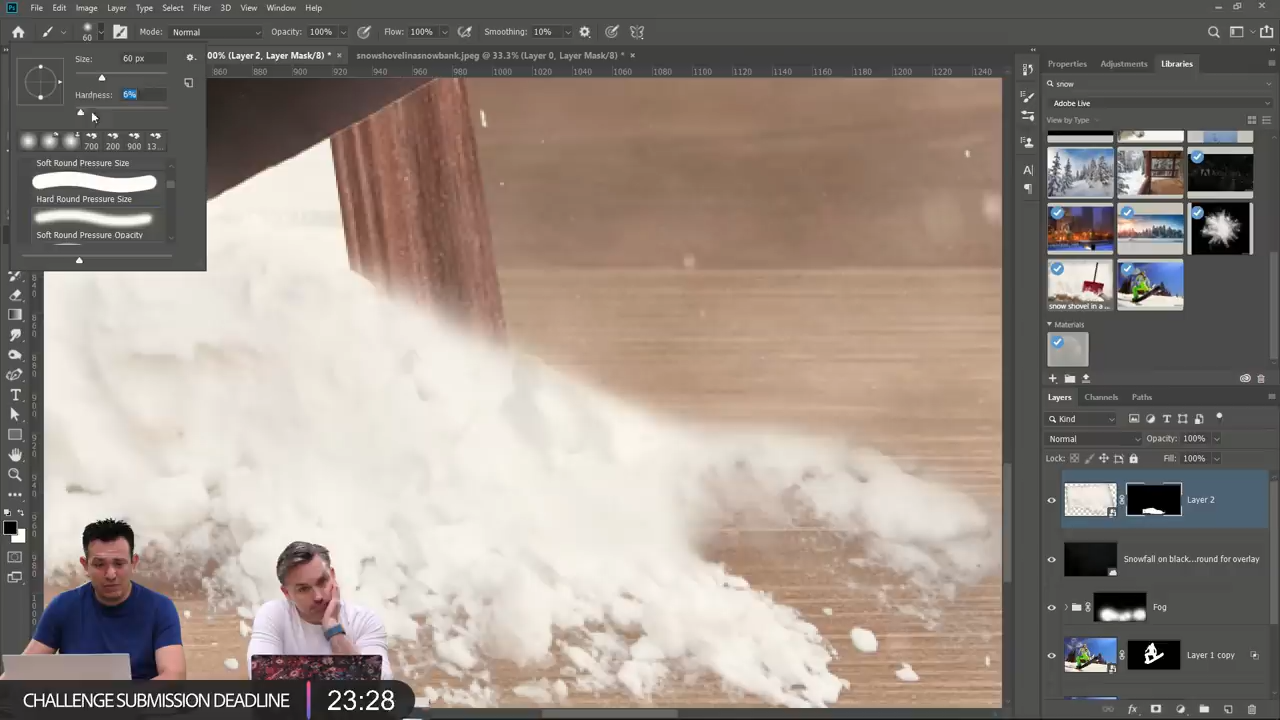 File Edit Image Layer Type Select Filter 3D View Window Help
60 Mode: Normal Opacity: 100% Flow: 100% Smoothing: 10%
00% (Layer 2, Layer Mask/8) * × snowshovelinasnowbank.jpeg @ 33.3% (Layer 0, Layer Mask/8) * ×
Size: 60 px
Hardness: 6%
700 200 900 13...
Soft Round Pressure Size
Hard Round Pressure Size
Soft Round Pressure Opacity
860 880 900 920 940 960 980 1000 1020 1040 1060 1080 1100 1120 1140 1160 1180 1200 1220 1240
Properties Adjustments Libraries
snow
Adobe Live
View by Type
snow shovel in a ...
Materials
Layers Channels Paths
Kind
Normal Opacity: 100%
Lock: Fill: 100%
Layer 2
Snowfall on black...round for overlay
Fog
Layer 1 copy
CHALLENGE SUBMISSION DEADLINE 23:28